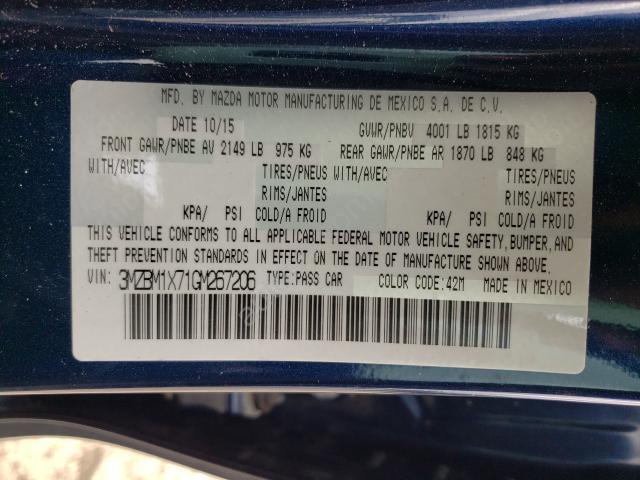 MFD. BY MAZDA MOTOR MANUFACTURING DE MEXICO S.A. DE C.V.
DATE 10/15 GVWR/PNBV 4001 LB 1815 KG
FRONT GAWR/PNBE AV 2149 LB 975 KG REAR GAWR/PNBE AR 1870 LB 848 KG
WITH/AVEC TIRES/PNEUS WITH/AVEC TIRES/PNEUS
RIMS/JANTES RIMS/JANTES
KPA/ PSI COLD/A FROID KPA/ PSI COLD/A FROID
THIS VEHICLE CONFORMS TO ALL APPLICABLE FEDERAL MOTOR VEHICLE SAFETY, BUMPER, AND
THEFT PREVENTION STANDARDS IN EFFECT ON THE DATE OF MANUFACTURE SHOWN ABOVE.
VIN: 3MZBM1X71GM267206 TYPE:PASS CAR COLOR CODE:42M MADE IN MEXICO